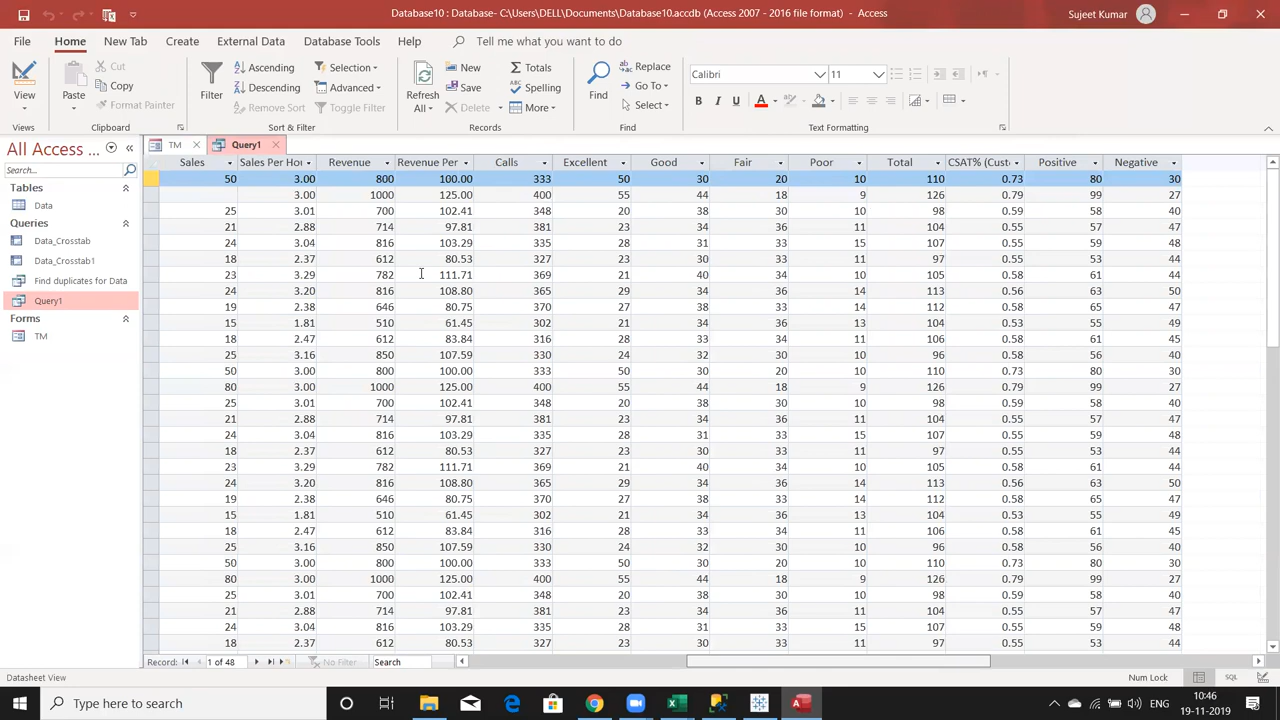 Database10 : Database- C:\Users\DELL\Documents\Database10.accdb (Access 2007 - 2016 file format) - Access
Sujeet Kumar
File Home New Tab Create External Data Database Tools Help Tell me what you want to do
View
Views
Paste
Cut
Copy
Format Painter
Clipboard
Filter
Ascending
Descending
Remove Sort
Selection
Advanced
Toggle Filter
Sort & Filter
Refresh All
New
Save
Delete
Totals
Spelling
More
Records
Find
Replace
Go To
Select
Find
Calibri 11
B I U A
Text Formatting
All Access ...
Search...
Tables
Data
Queries
Data_Crosstab
Data_Crosstab1
Find duplicates for Data
Query1
Forms
TM
TM Query1
Sales Sales Per Hou Revenue Revenue Per Calls Excellent Good Fair Poor Total CSAT% (Custo Positive Negative
50 3.00 800 100.00 333 50 30 20 10 110 0.73 80 30
3.00 1000 125.00 400 55 44 18 9 126 0.79 99 27
25 3.01 700 102.41 348 20 38 30 10 98 0.59 58 40
21 2.88 714 97.81 381 23 34 36 11 104 0.55 57 47
24 3.04 816 103.29 335 28 31 33 15 107 0.55 59 48
18 2.37 612 80.53 327 23 30 33 11 97 0.55 53 44
23 3.29 782 111.71 369 21 40 34 10 105 0.58 61 44
24 3.20 816 108.80 365 29 34 36 14 113 0.56 63 50
19 2.38 646 80.75 370 27 38 33 14 112 0.58 65 47
15 1.81 510 61.45 302 21 34 36 13 104 0.53 55 49
18 2.47 612 83.84 316 28 33 34 11 106 0.58 61 45
25 3.16 850 107.59 330 24 32 30 10 96 0.58 56 40
50 3.00 800 100.00 333 50 30 20 10 110 0.73 80 30
80 3.00 1000 125.00 400 55 44 18 9 126 0.79 99 27
25 3.01 700 102.41 348 20 38 30 10 98 0.59 58 40
21 2.88 714 97.81 381 23 34 36 11 104 0.55 57 47
24 3.04 816 103.29 335 28 31 33 15 107 0.55 59 48
18 2.37 612 80.53 327 23 30 33 11 97 0.55 53 44
23 3.29 782 111.71 369 21 40 34 10 105 0.58 61 44
24 3.20 816 108.80 365 29 34 36 14 113 0.56 63 50
19 2.38 646 80.75 370 27 38 33 14 112 0.58 65 47
15 1.81 510 61.45 302 21 34 36 13 104 0.53 55 49
18 2.47 612 83.84 316 28 33 34 11 106 0.58 61 45
25 3.16 850 107.59 330 24 32 30 10 96 0.58 56 40
50 3.00 800 100.00 333 50 30 20 10 110 0.73 80 30
80 3.00 1000 125.00 400 55 44 18 9 126 0.79 99 27
25 3.01 700 102.41 348 20 38 30 10 98 0.59 58 40
21 2.88 714 97.81 381 23 34 36 11 104 0.55 57 47
24 3.04 816 103.29 335 28 31 33 15 107 0.55 59 48
18 2.37 612 80.53 327 23 30 33 11 97 0.55 53 44
Record: 1 of 48 No Filter Search
Datasheet View
Num Lock
SQL
Type here to search
10:46
19-11-2019